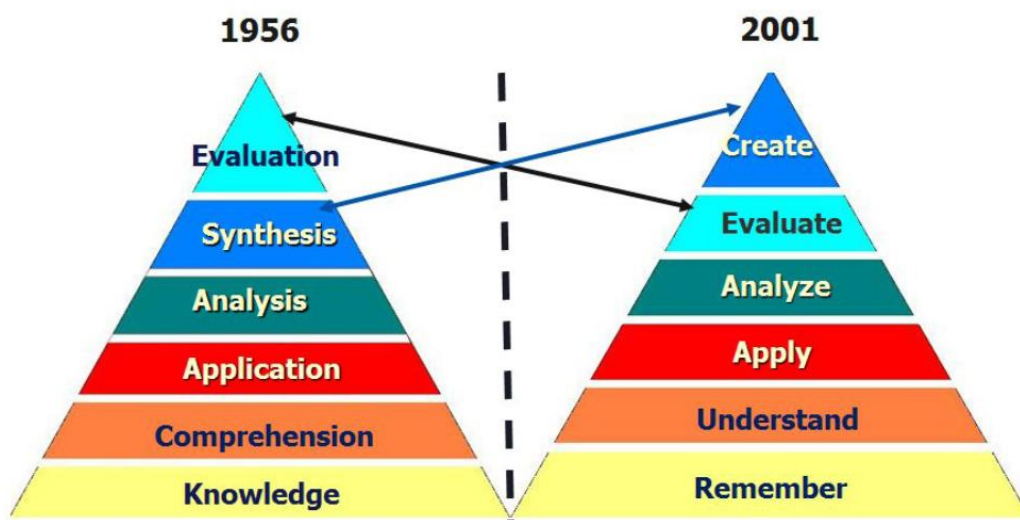 1956
Evaluation
Synthesis
Analysis
Application
Comprehension
Knowledge
2001
Create
Evaluate
Analyze
Apply
Understand
Remember